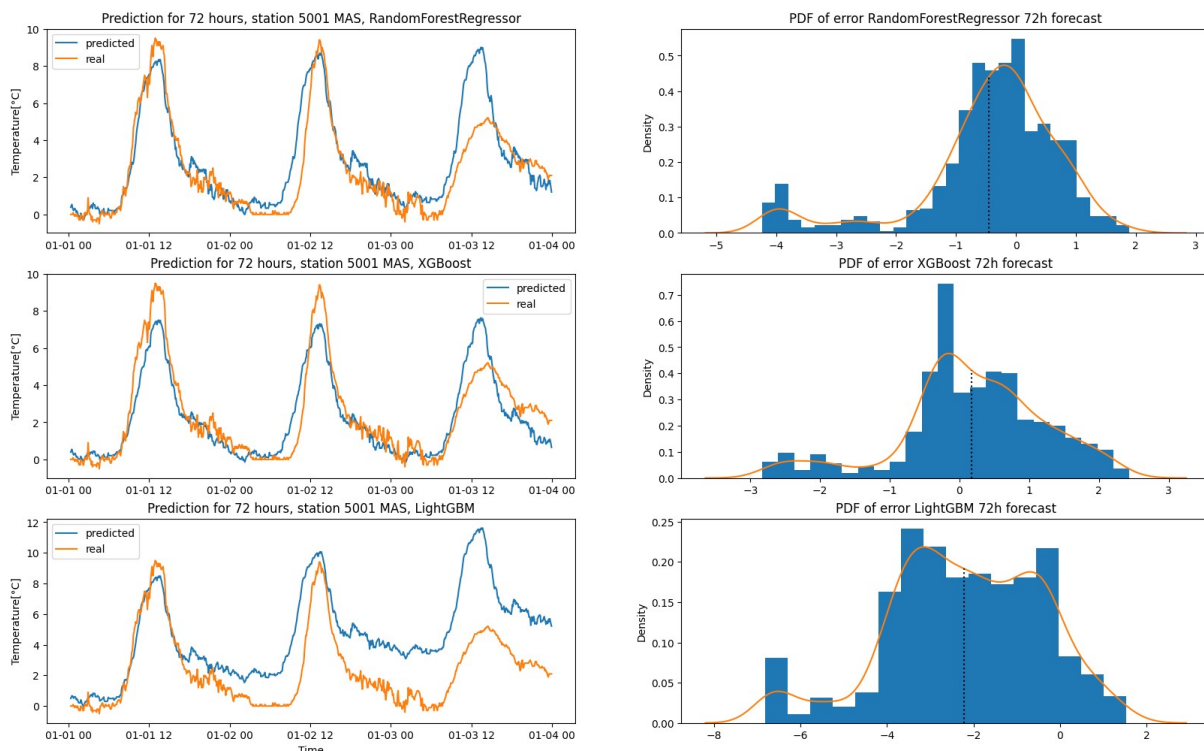 Prediction for 72 hours, station 5001 MAS, RandomForestRegressor
Temperature[°C]
10
8
6
4
2
0
predicted
real
01-01 00 01-01 12 01-02 00 01-02 12 01-03 00 01-03 12 01-04 00
PDF of error RandomForestRegressor 72h forecast
Density
0.5
0.4
0.3
0.2
0.1
0.0
−5 −4 −3 −2 −1 0 1 2 3
Prediction for 72 hours, station 5001 MAS, XGBoost
Temperature[°C]
10
8
6
4
2
0
predicted
real
01-01 00 01-01 12 01-02 00 01-02 12 01-03 00 01-03 12 01-04 00
PDF of error XGBoost 72h forecast
Density
0.7
0.6
0.5
0.4
0.3
0.2
0.1
0.0
−3 −2 −1 0 1 2 3
Prediction for 72 hours, station 5001 MAS, LightGBM
Temperature[°C]
12
10
8
6
4
2
0
predicted
real
01-01 00 01-01 12 01-02 00 01-02 12 01-03 00 01-03 12 01-04 00
Time
PDF of error LightGBM 72h forecast
Density
0.25
0.20
0.15
0.10
0.05
0.00
−8 −6 −4 −2 0 2